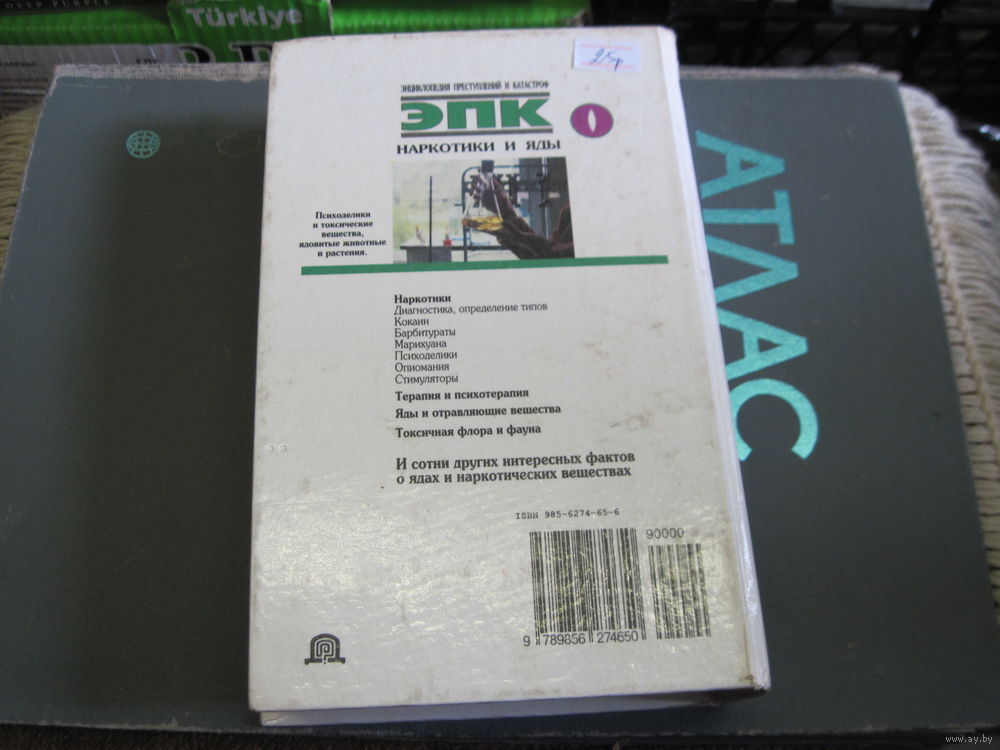 DEEP PURPLE
Türkiye
25р
ЭНЦИКЛОПЕДИЯ ПРЕСТУПЛЕНИЙ И КАТАСТРОФ
ЭПК
НАРКОТИКИ И ЯДЫ
Психоделики
и токсические
вещества,
ядовитые животные
и растения.
Наркотики
Диагностика, определение типов
Кокаин
Барбитураты
Марихуана
Психоделики
Опиомания
Стимуляторы
Терапия и психотерапия
Яды и отравляющие вещества
Токсичная флора и фауна
И сотни других интересных фактов
о ядах и наркотических веществах
ISBN 985-6274-65-6
90000
9 789856 274650
АТЛАС
www.ay.by